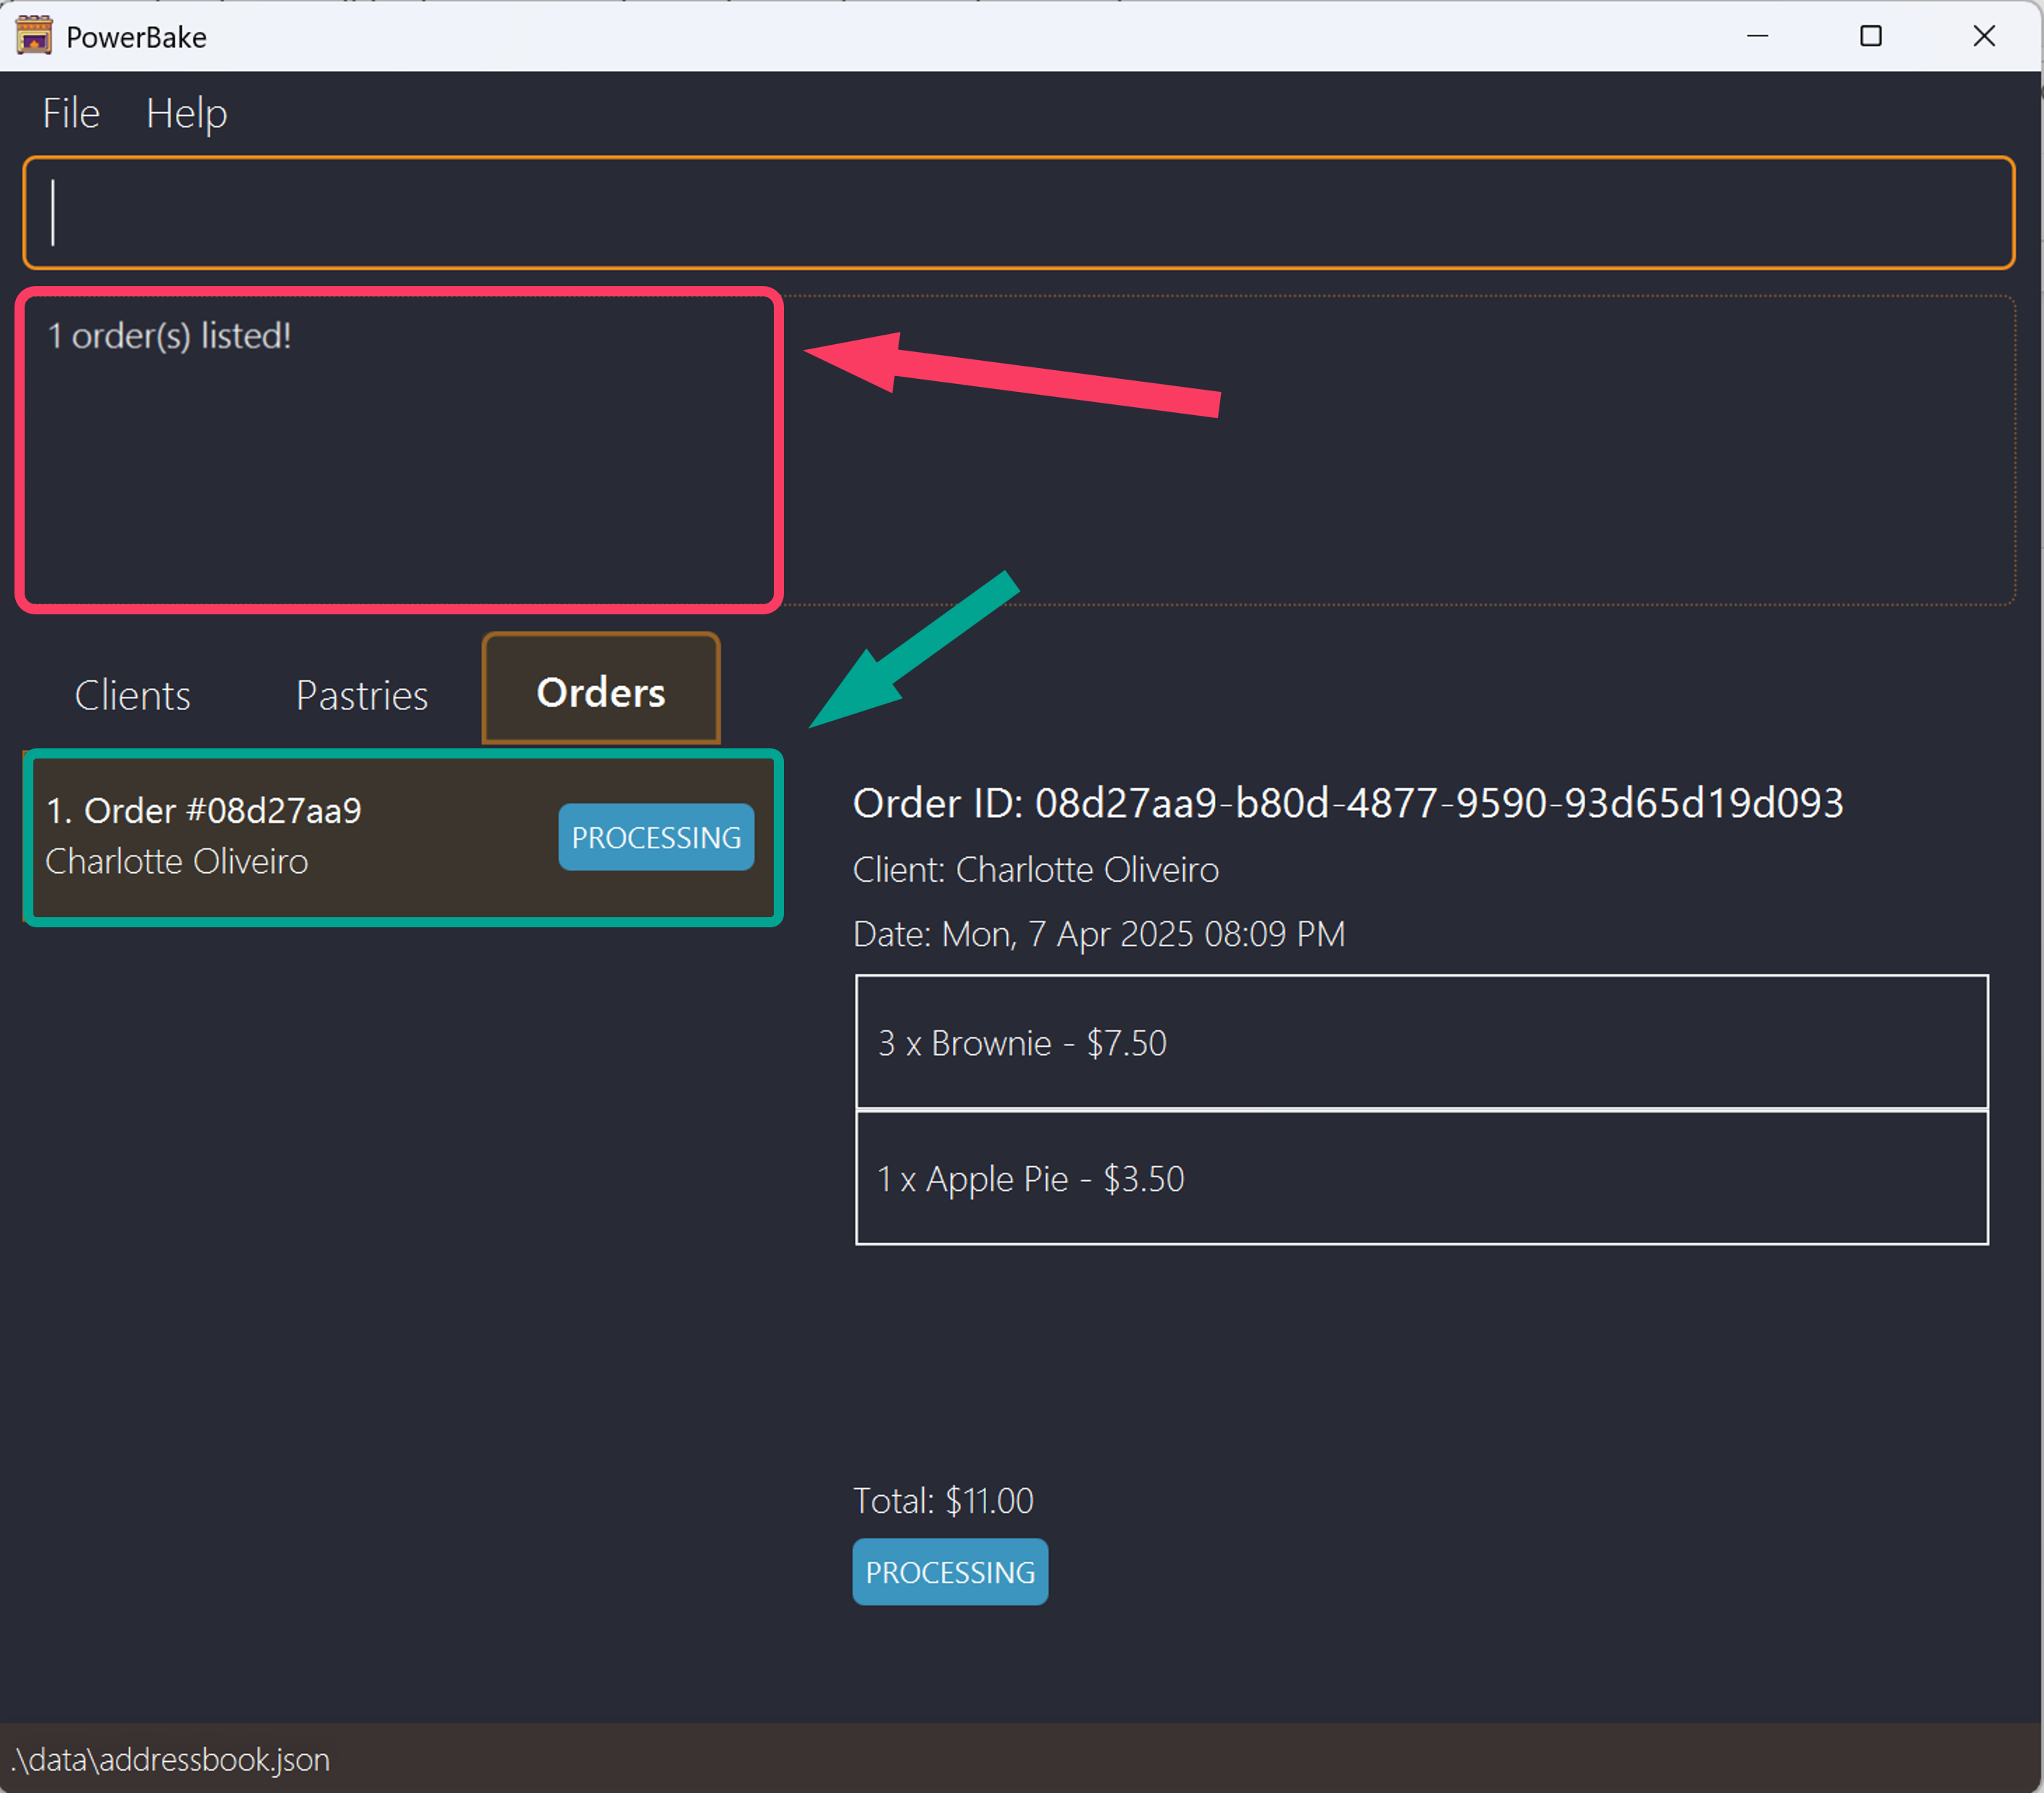 PowerBake
File Help
1 order(s) listed!
Clients Pastries Orders
1. Order #08d27aa9
Charlotte Oliveiro
PROCESSING
Order ID: 08d27aa9-b80d-4877-9590-93d65d19d093
Client: Charlotte Oliveiro
Date: Mon, 7 Apr 2025 08:09 PM
3 x Brownie - $7.50
1 x Apple Pie - $3.50
Total: $11.00
PROCESSING
.\data\addressbook.json